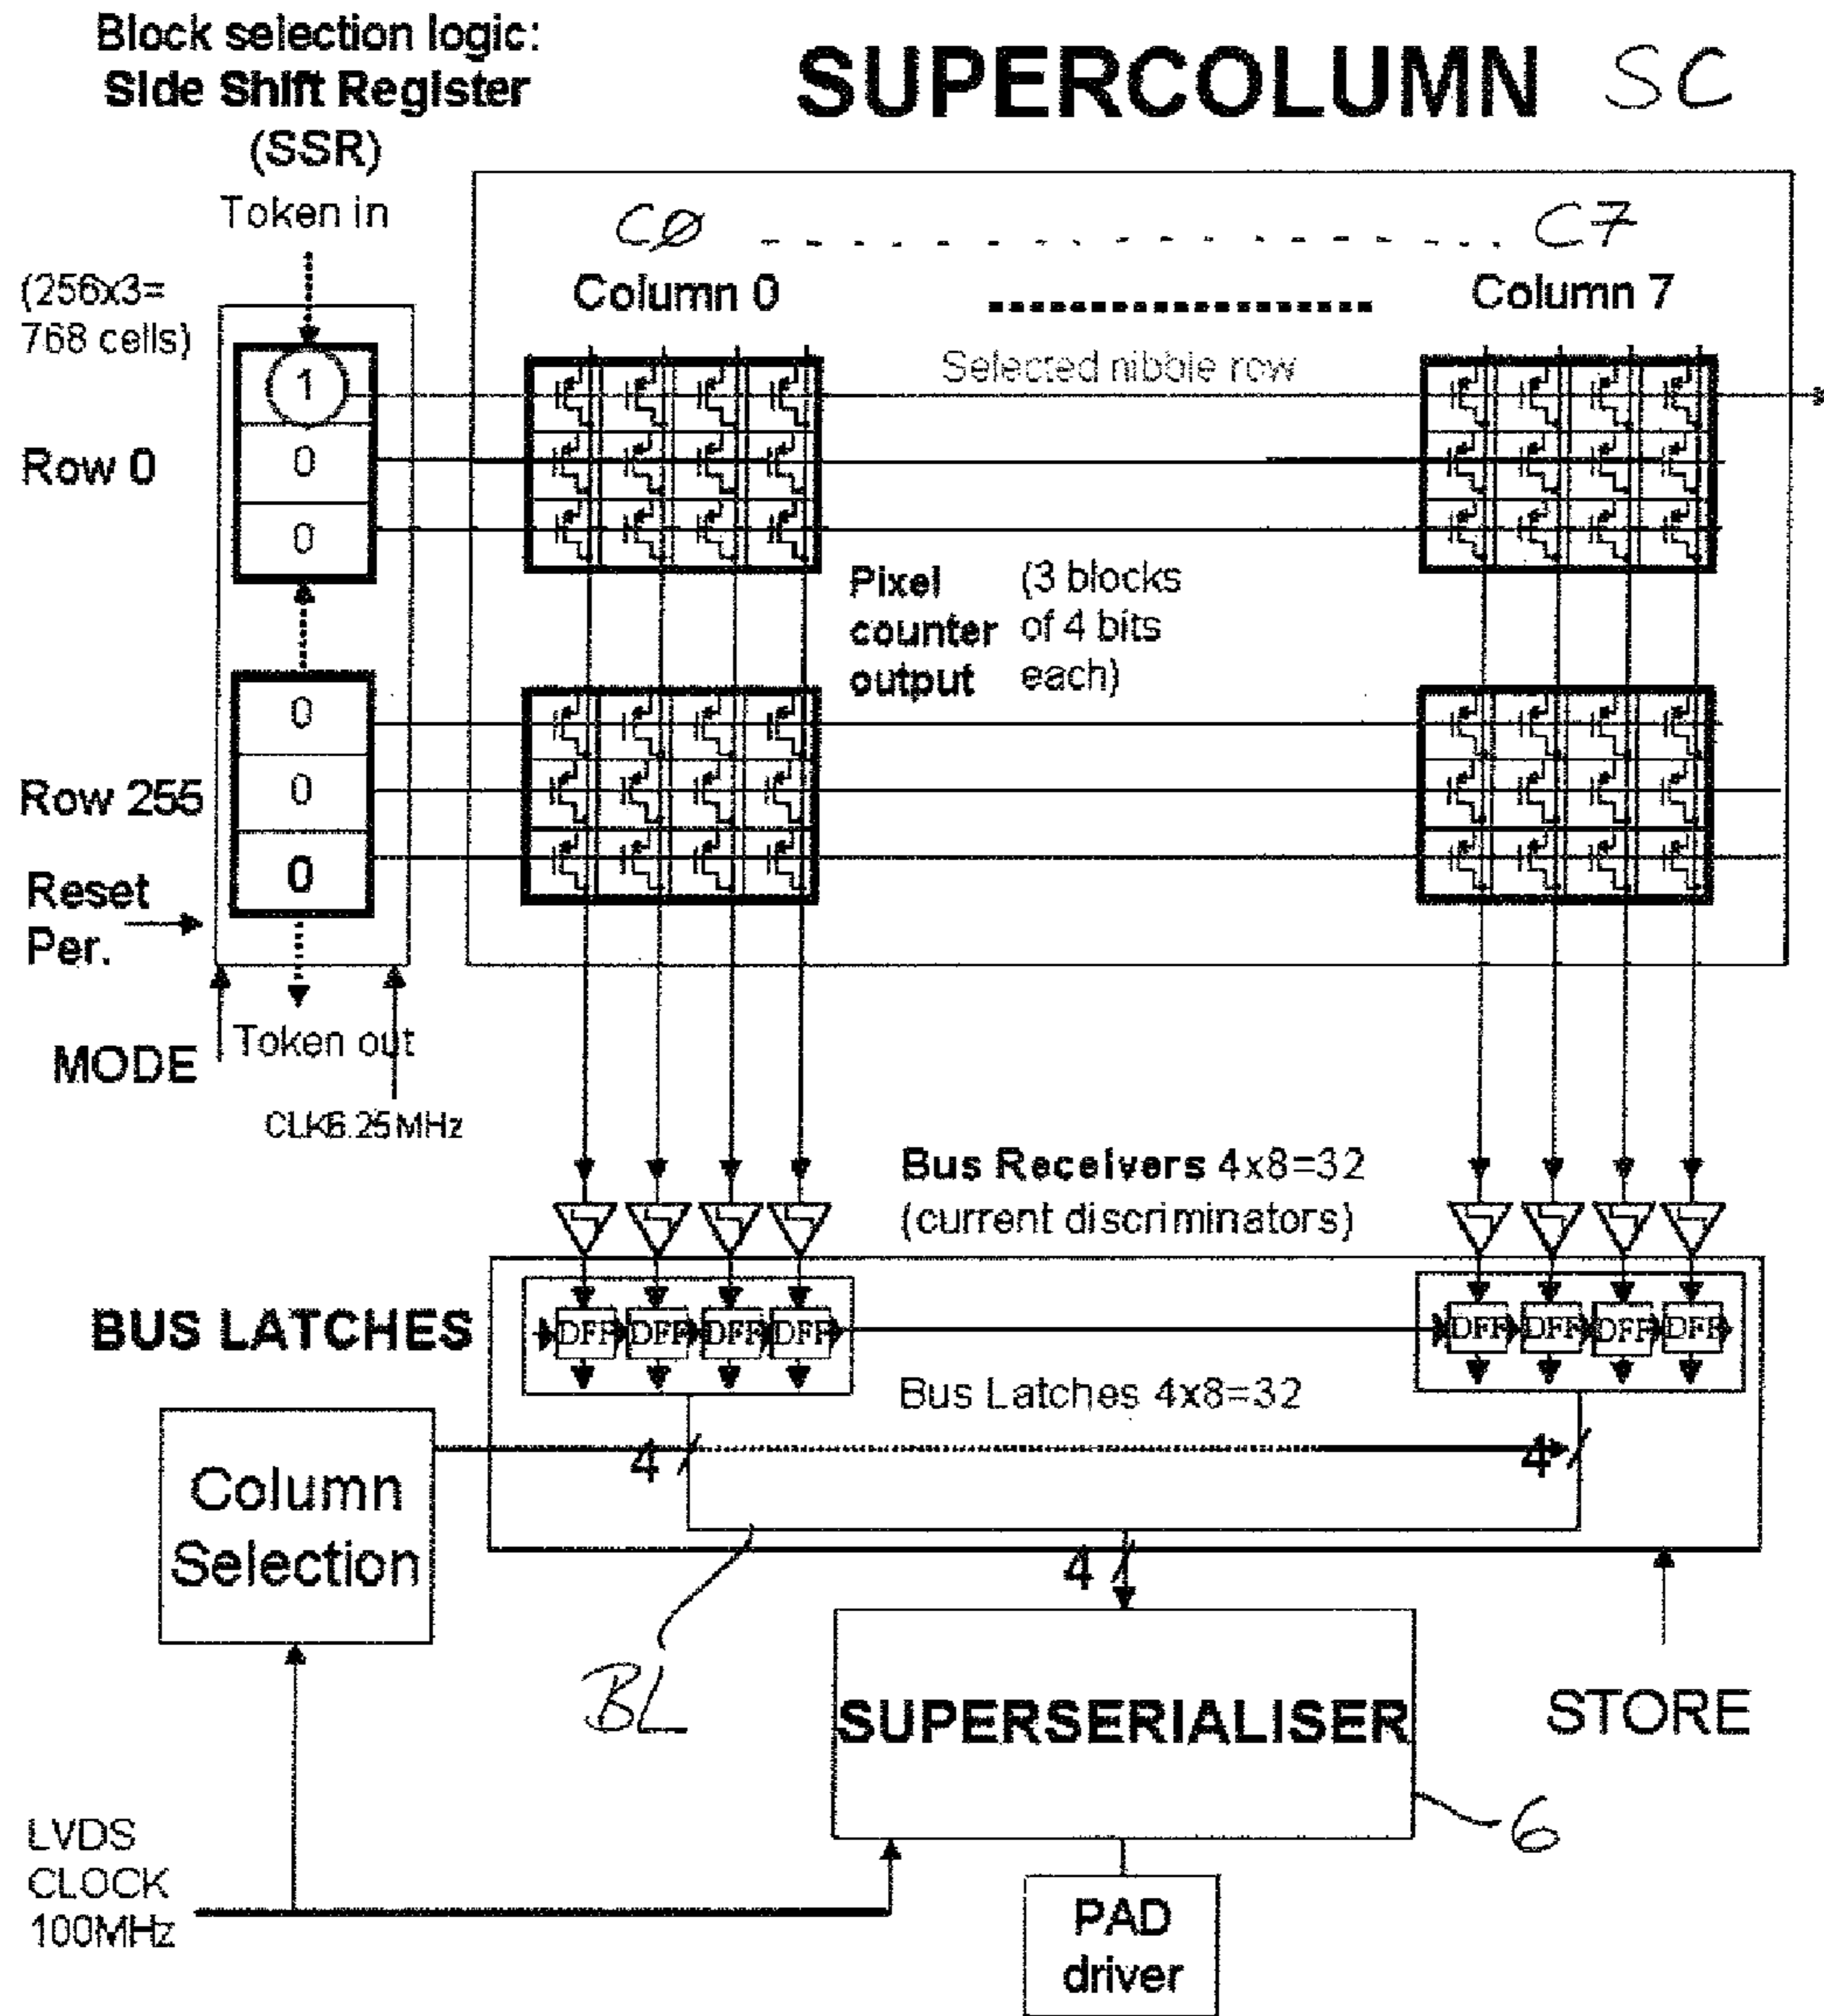 Block selection logic:
Side Shift Register
(SSR)
SUPERCOLUMN SC
Token in
(256x3=
768 cells)
CØ - - - - - - - - - - - C7
Column 0 ................. Column 7
Selected nibble row
1
Row 0
0
0
Pixel
counter
output
(3 blocks
of 4 bits
each)
0
Row 255
0
0
Reset
Per.
MODE
Token out
CLK6.25MHz
Bus Receivers 4x8=32
(current discriminators)
BUS LATCHES
DFF DFF DFF DFF
DFF DFF DFF DFF
Bus Latches 4x8=32
4
4
Column
Selection
4
BL
SUPERSERIALISER
STORE
6
LVDS
CLOCK
100MHz
PAD
driver